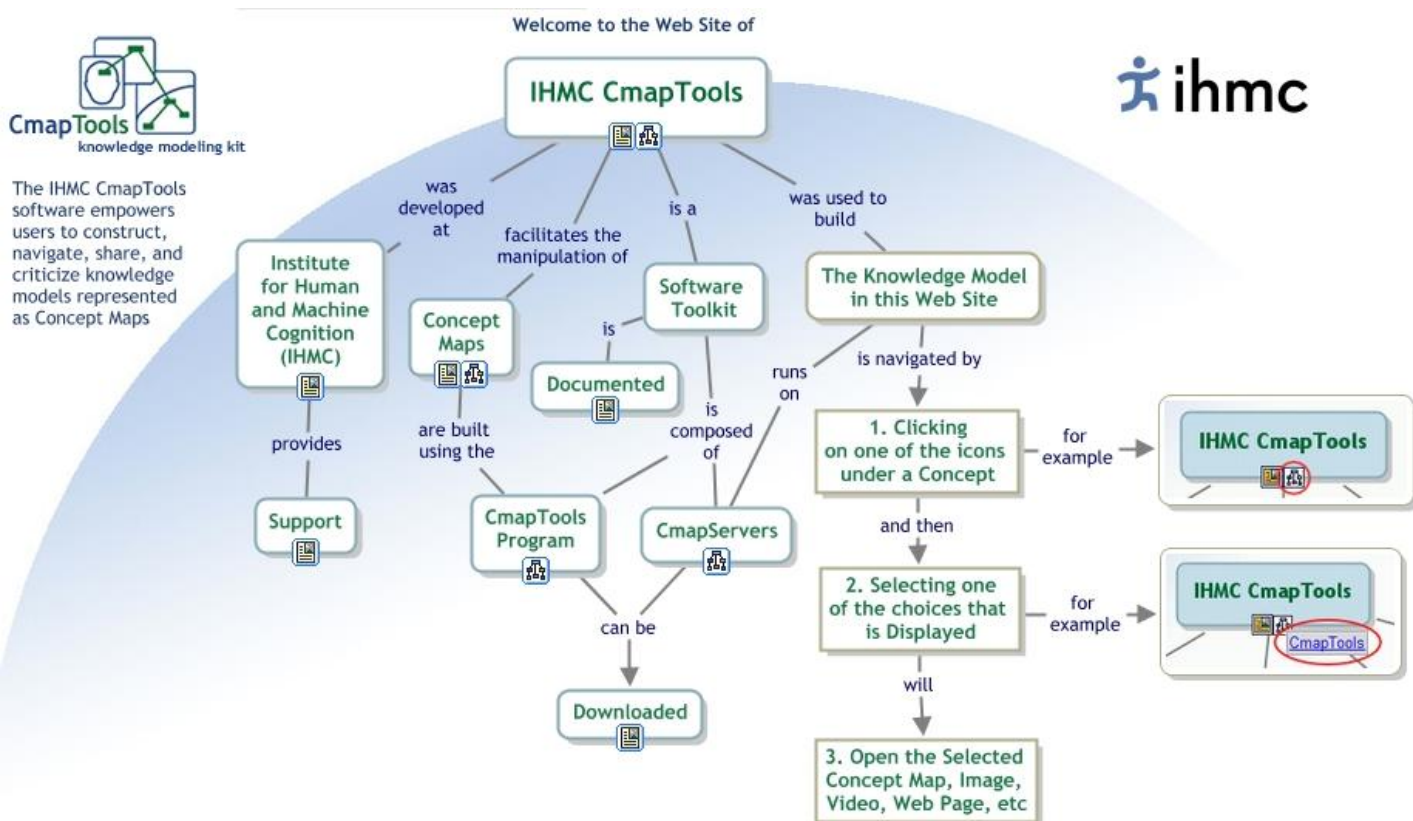 Welcome to the Web Site of
IHMC CmapTools
ihmc
CmapTools
knowledge modeling kit
The IHMC CmapTools
software empowers
users to construct,
navigate, share, and
criticize knowledge
models represented
as Concept Maps
was
developed
at
facilitates the
manipulation of
is a
was used to
build
Institute
for Human
and Machine
Cognition
(IHMC)
Concept
Maps
Software
Toolkit
The Knowledge Model
in this Web Site
is
Documented
runs
on
is navigated by
provides
are built
using the
is
composed
of
1. Clicking
on one of the icons
under a Concept
for
example
IHMC CmapTools
Support
CmapTools
Program
CmapServers
and then
can be
2. Selecting one
of the choices that
is Displayed
for
example
IHMC CmapTools
CmapTools
will
Downloaded
3. Open the Selected
Concept Map, Image,
Video, Web Page, etc